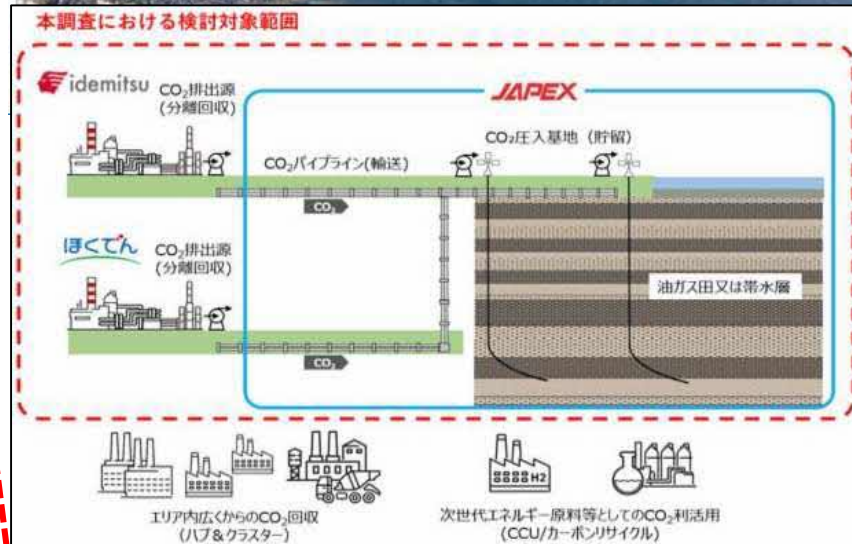 本調査における検討対象範囲
idemitsu
CO₂排出源
(分離回収)
JAPEX
CO₂パイプライン(輸送)
CO₂圧入基地(貯留)
CO₂
ほくでん
CO₂排出源
(分離回収)
油ガス田又は帯水層
CO₂
H2
エリア内広くからのCO₂回収
(ハブ&クラスター)
次世代エネルギー原料等としてのCO₂利活用
(CCU/カーボンリサイクル)